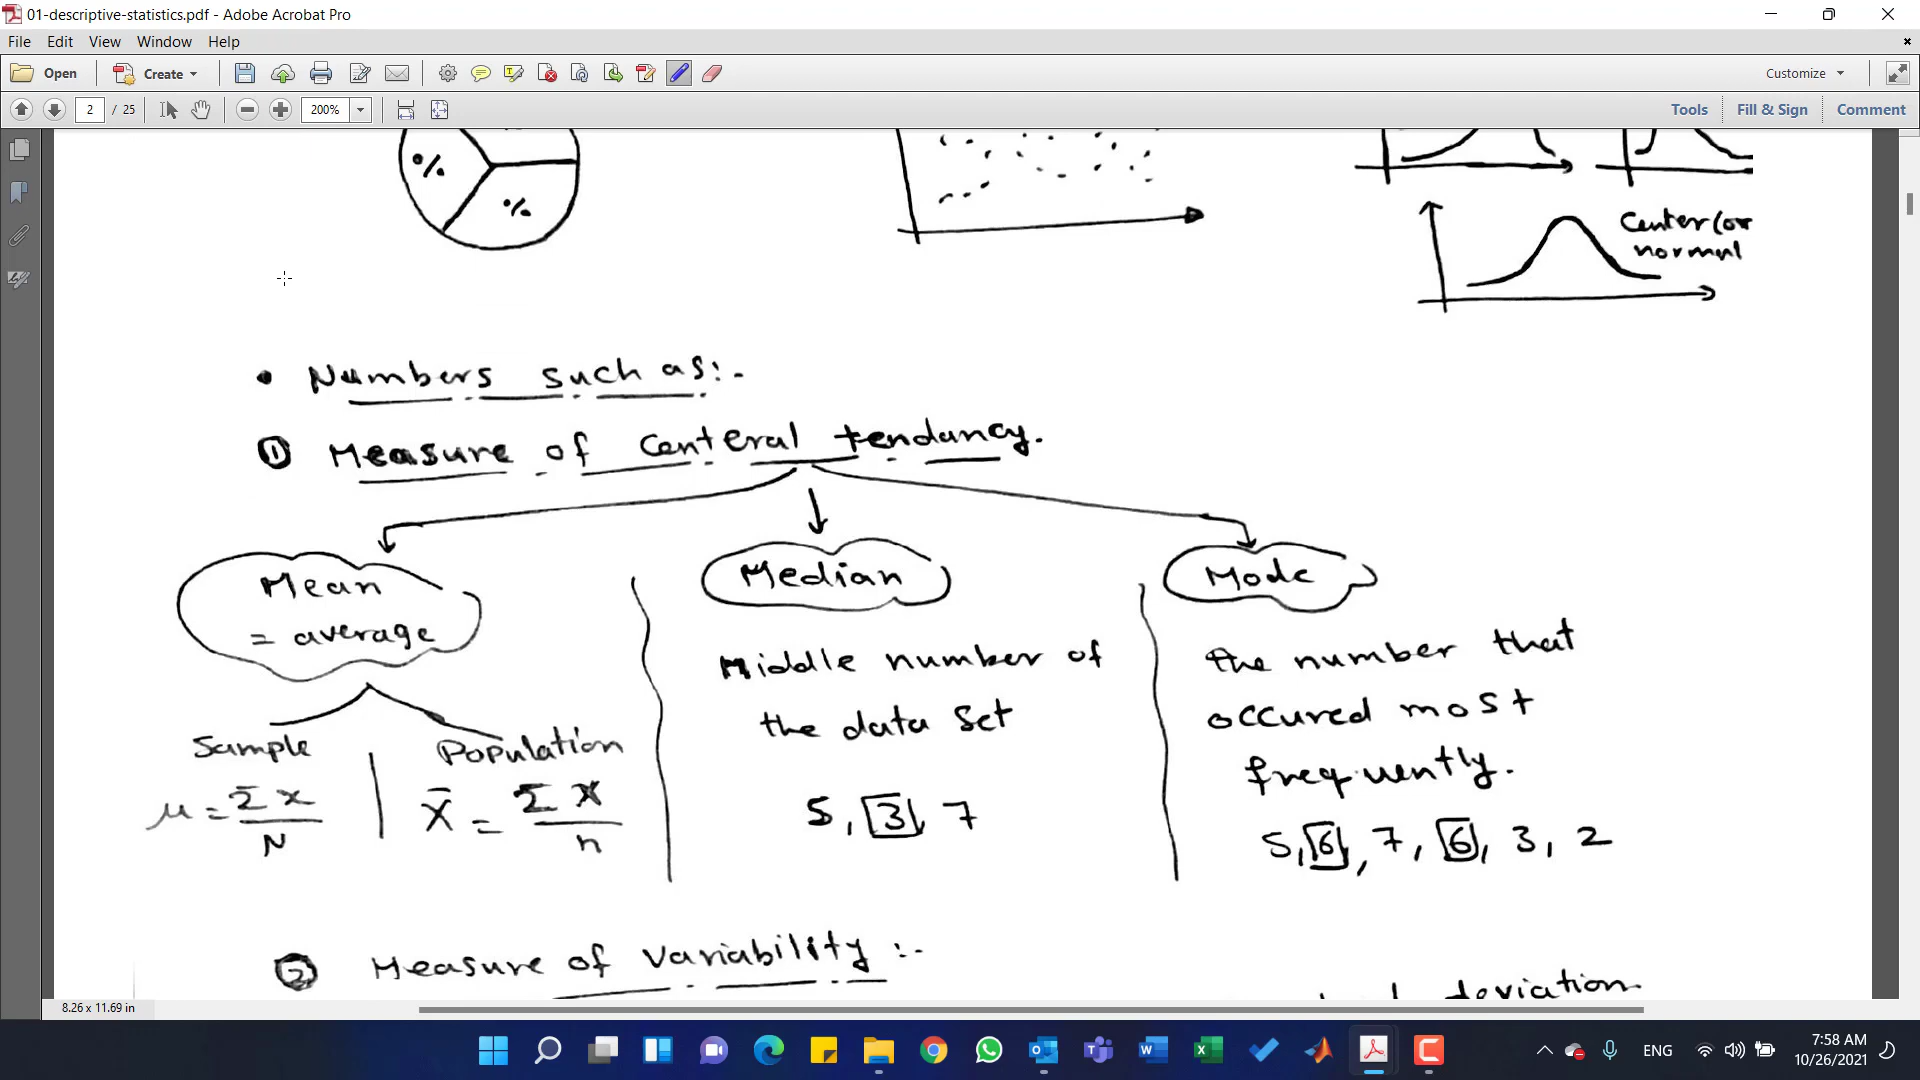 01-descriptive-statistics.pdf - Adobe Acrobat Pro
File Edit View Window Help
Open Create Customize
2 / 25 200% Tools Fill & Sign Comment
% %
Center (or
normal
• Numbers such as:-
① Measure of centeral tendancy.
Mean
= average
Median
Mode
Sample | Population
μ = Σx / N | X̄ = Σx / n
Middle number of
the data set
5, 3, 7
the number that
occured most
frequently.
5, 6, 7, 6, 3, 2
② Measure of variability :-
deviation
8.26 x 11.69 in
ENG
7:58 AM
10/26/2021